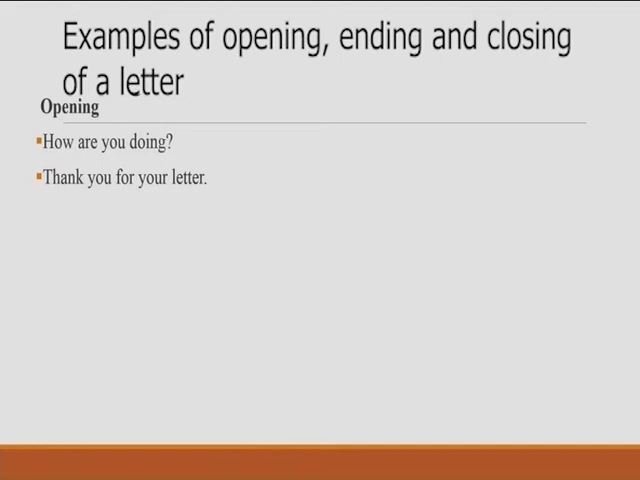 Examples of opening, ending and closing
of a letter
Opening
▪How are you doing?
▪Thank you for your letter.